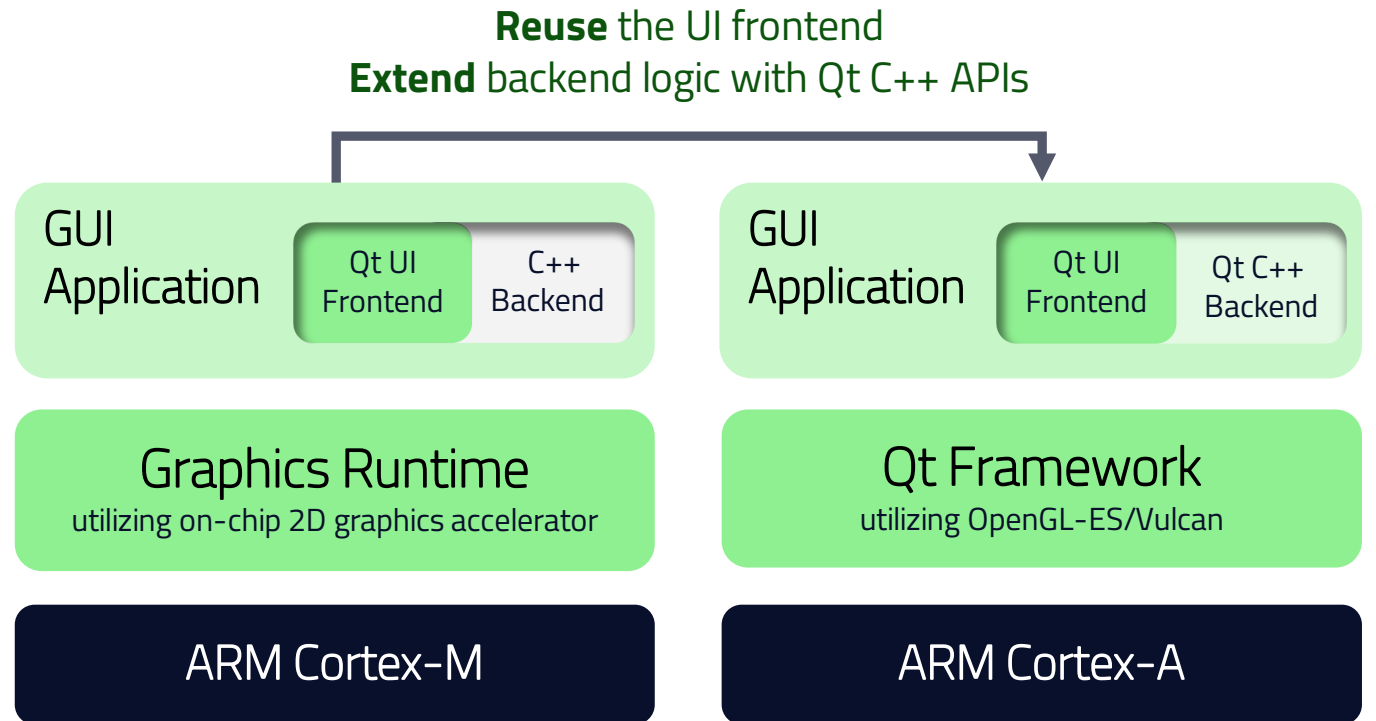 Reuse the UI frontend
Extend backend logic with Qt C++ APIs
GUI
Application
Qt UI
Frontend
C++
Backend
GUI
Application
Qt UI
Frontend
Qt C++
Backend
Graphics Runtime
utilizing on-chip 2D graphics accelerator
Qt Framework
utilizing OpenGL-ES/Vulcan
ARM Cortex-M
ARM Cortex-A